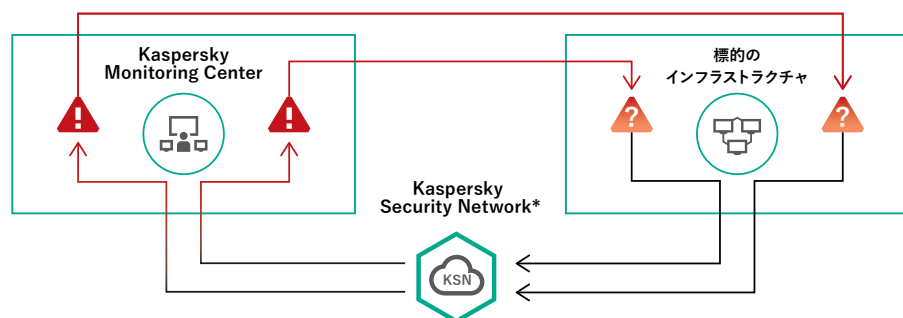 Kaspersky
Monitoring Center
標的の
インフラストラクチャ
!
!
?
?
Kaspersky
Security Network*
KSN